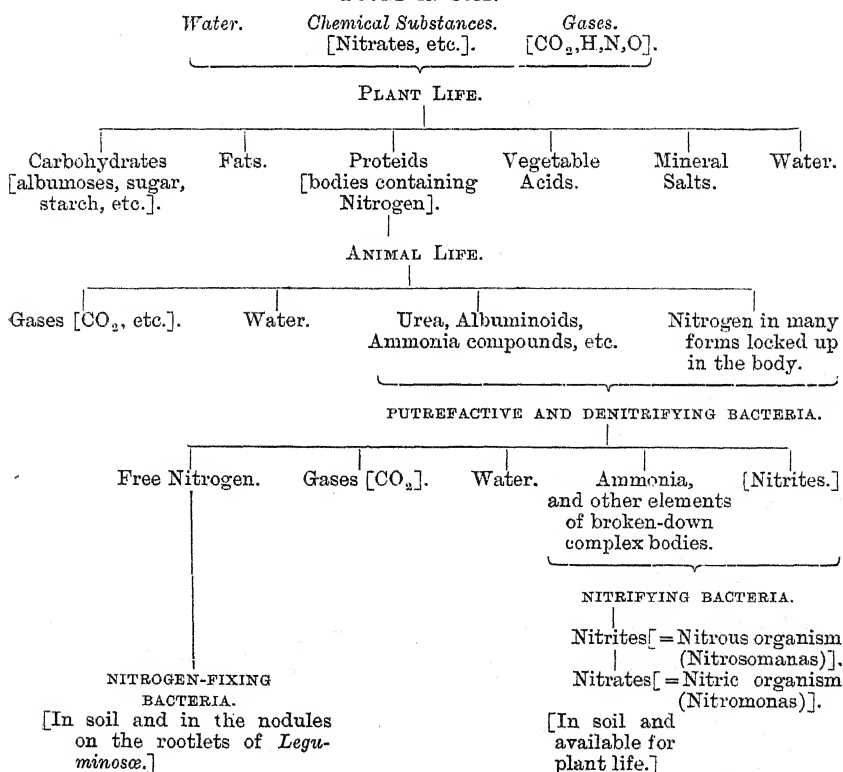 Water. Chemical Substances. Gases.
[Nitrates, etc.]. [CO₂,H,N,O].
PLANT LIFE.
Carbohydrates Fats. Proteids Vegetable Mineral Water.
[albumoses, sugar, [bodies containing Acids. Salts.
starch, etc.]. Nitrogen].
ANIMAL LIFE.
Gases [CO₂, etc.]. Water. Urea, Albuminoids, Nitrogen in many
Ammonia compounds, etc. forms locked up
in the body.
PUTREFACTIVE AND DENITRIFYING BACTERIA.
Free Nitrogen. Gases [CO₂]. Water. Ammonia, [Nitrites.]
and other elements
of broken-down
complex bodies.
NITRIFYING BACTERIA.
Nitrites[=Nitrous organism
(Nitrosomanas)].
Nitrates[=Nitric organism
(Nitromonas)].
NITROGEN-FIXING
BACTERIA.
[In soil and in the nodules
on the rootlets of Legu-
minosœ.]
[In soil and
available for
plant life.]